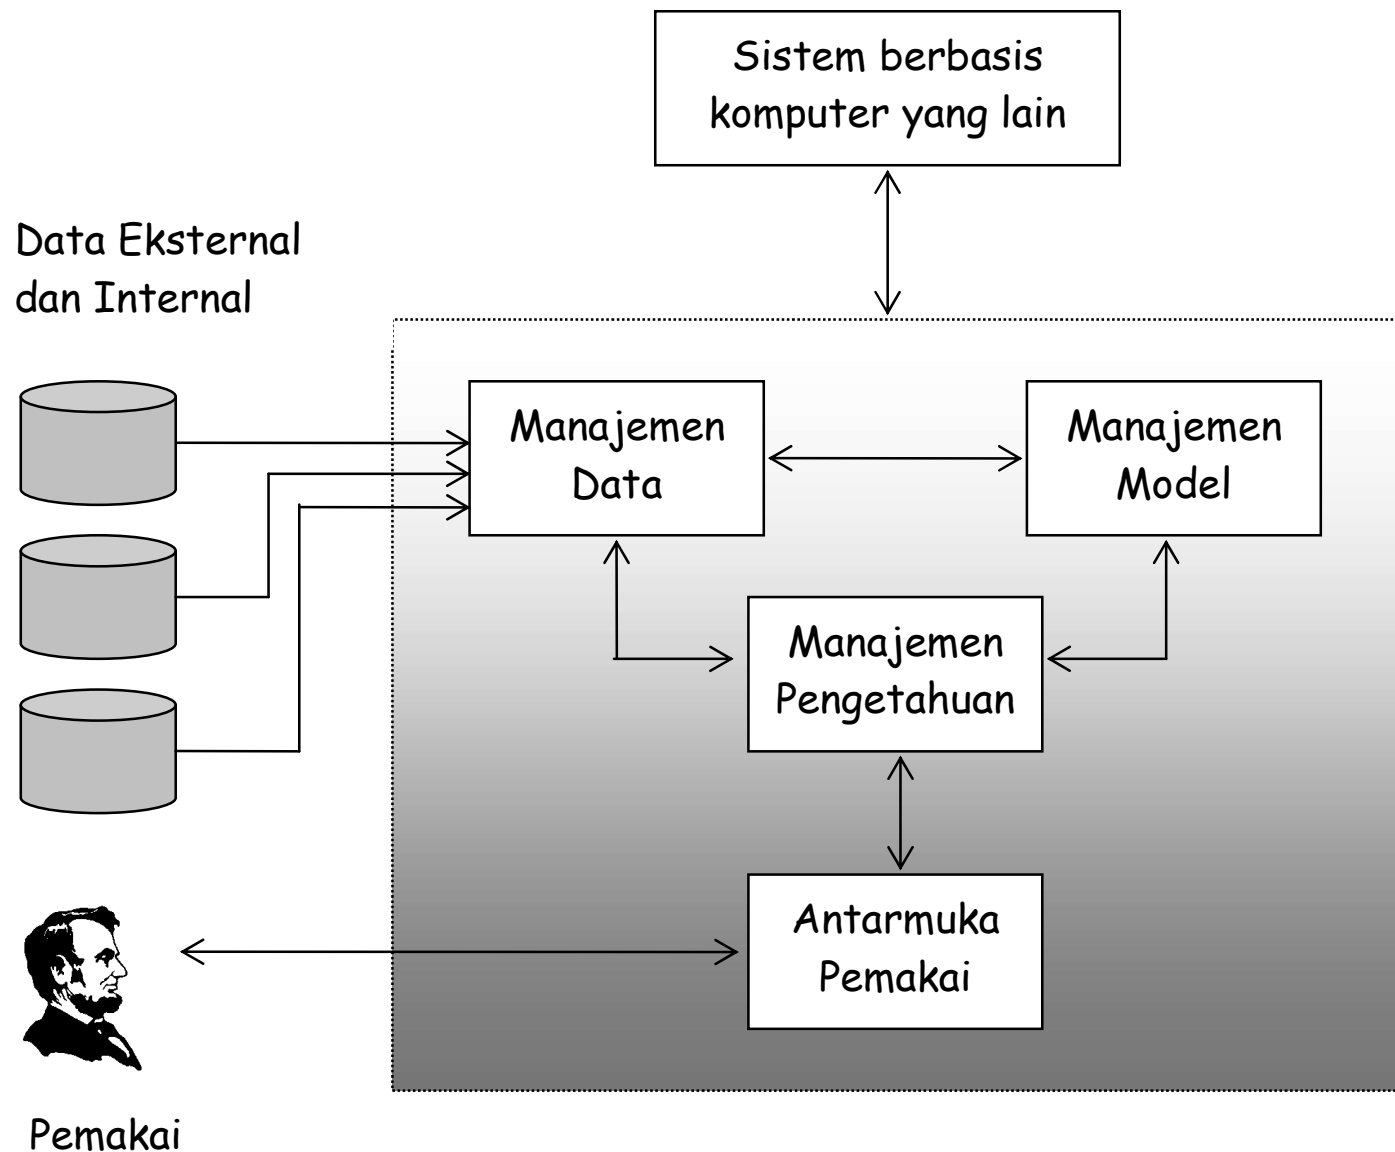 Sistem berbasis
komputer yang lain
Data Eksternal
dan Internal
Manajemen
Data
Manajemen
Model
Manajemen
Pengetahuan
Antarmuka
Pemakai
Pemakai